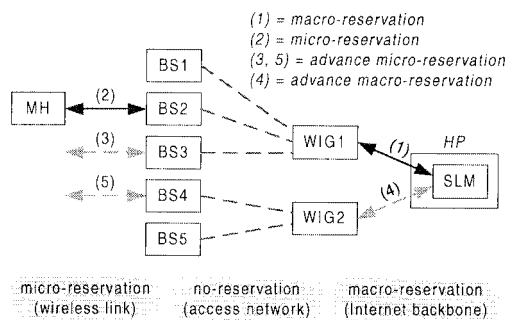 (1) = macro-reservation
(2) = micro-reservation
(3, 5) = advance micro-reservation
(4) = advance macro-reservation
BS1
MH
(2)
BS2
WIG1
(1)
HP
(3)
BS3
SLM
(5)
BS4
(4)
WIG2
BS5
micro-reservation
(wireless link)
no-reservation
(access network)
macro-reservation
(Internet backbone)